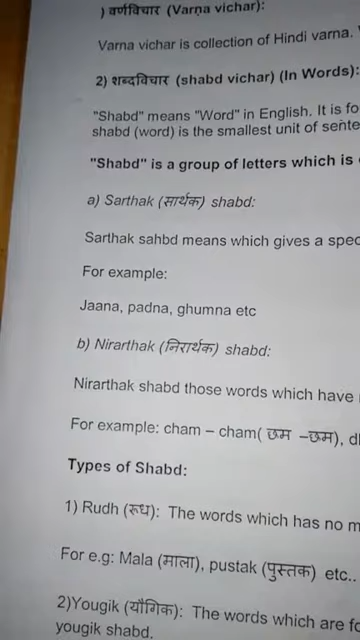 ) वर्णविचार (Varṇa vichar):
Varna vichar is collection of Hindi varna.
2) शब्दविचार (shabd vichar) (In Words):
"Shabd" means "Word" in English. It is fo
shabd (word) is the smallest unit of sente
"Shabd" is a group of letters which is
a) Sarthak (सार्थक) shabd:
Sarthak sahbd means which gives a spec
For example:
Jaana, padna, ghumna etc
b) Nirarthak (निरार्थक) shabd:
Nirarthak shabd those words which have
For example: cham – cham( छम –छम), d
Types of Shabd:
1) Rudh (रूध): The words which has no m
For e.g: Mala (माला), pustak (पुस्तक) etc..
2)Yougik (यौगिक): The words which are fo
yougik shabd.